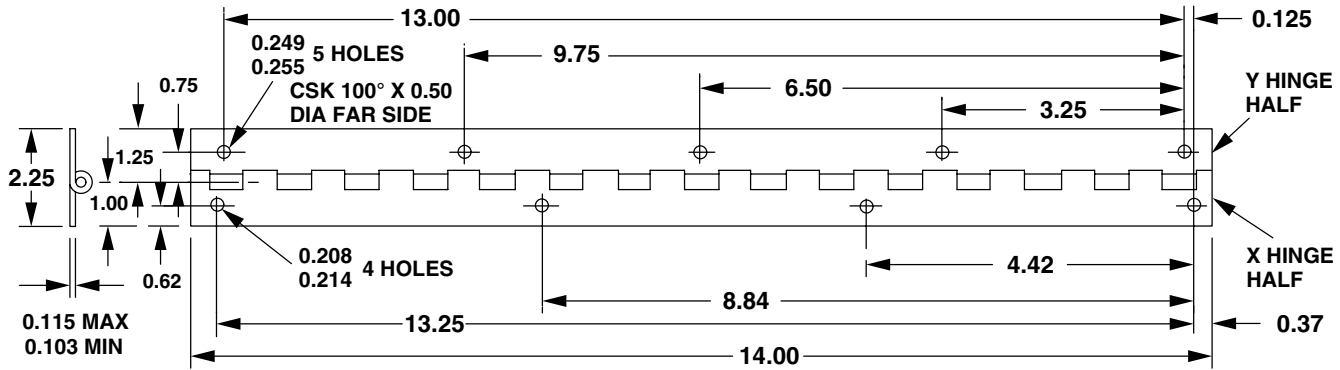 13.00
0.125
0.249
0.255
5 HOLES
9.75
0.75
CSK 100° X 0.50
DIA FAR SIDE
6.50
Y HINGE
HALF
3.25
1.25
2.25
1.00
0.208
0.214
4 HOLES
0.62
4.42
X HINGE
HALF
8.84
0.115 MAX
0.103 MIN
13.25
0.37
14.00